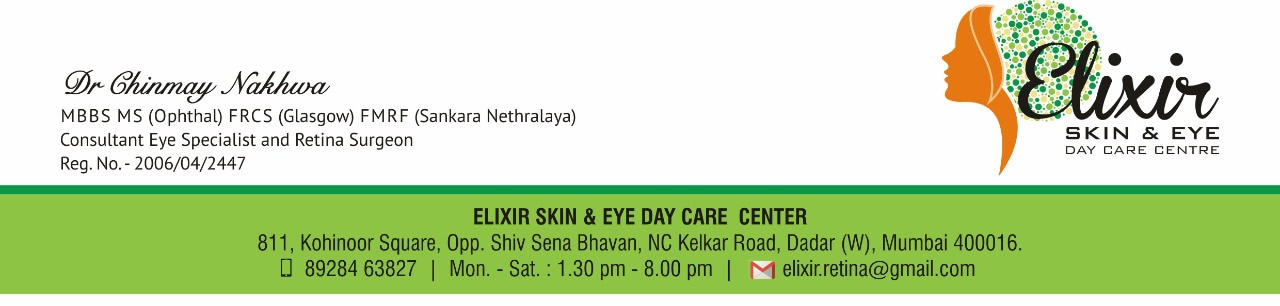 Dr Chinmay Nakhwa
MBBS MS (Ophthal) FRCS (Glasgow) FMRF (Sankara Nethralaya)
Consultant Eye Specialist and Retina Surgeon
Reg. No. - 2006/04/2447
Elixir
SKIN & EYE
DAY CARE CENTRE
ELIXIR SKIN & EYE DAY CARE CENTER
811, Kohinoor Square, Opp. Shiv Sena Bhavan, NC Kelkar Road, Dadar (W), Mumbai 400016.
89284 63827 | Mon. - Sat. : 1.30 pm - 8.00 pm | elixir.retina@gmail.com